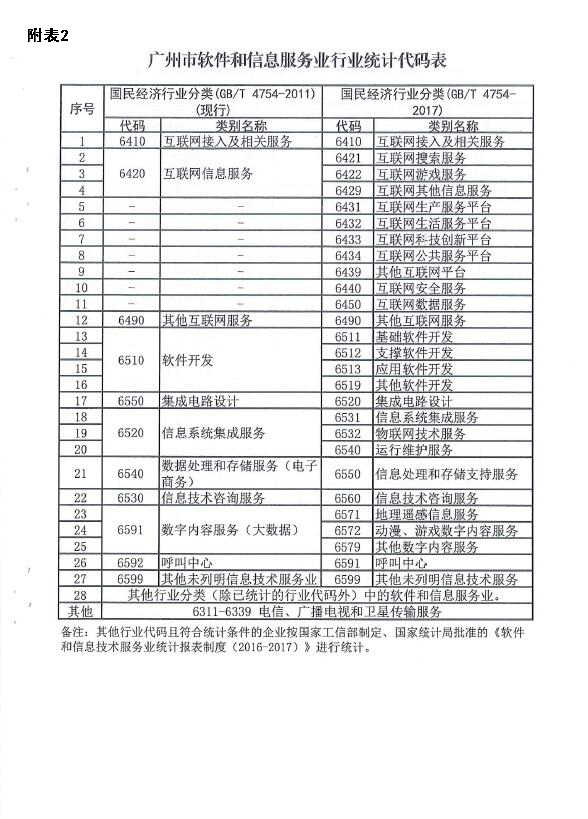 附表2
广州市软件和信息服务业行业统计代码表
序号 国民经济行业分类(GB/T 4754-2011)(现行) 国民经济行业分类(GB/T 4754-2017)
代码 类别名称 代码 类别名称
1 6410 互联网接入及相关服务 6410 互联网接入及相关服务
2 6420 互联网信息服务 6421 互联网搜索服务
3 6422 互联网游戏服务
4 6429 互联网其他信息服务
5 - - 6431 互联网生产服务平台
6 - - 6432 互联网生活服务平台
7 - - 6433 互联网科技创新平台
8 - - 6434 互联网公共服务平台
9 - - 6439 其他互联网平台
10 - - 6440 互联网安全服务
11 - - 6450 互联网数据服务
12 6490 其他互联网服务 6490 其他互联网服务
13 6510 软件开发 6511 基础软件开发
14 6512 支撑软件开发
15 6513 应用软件开发
16 6519 其他软件开发
17 6550 集成电路设计 6520 集成电路设计
18 6520 信息系统集成服务 6531 信息系统集成服务
19 6532 物联网技术服务
20 6540 运行维护服务
21 6540 数据处理和存储服务（电子商务） 6550 信息处理和存储支持服务
22 6530 信息技术咨询服务 6560 信息技术咨询服务
23 6591 数字内容服务（大数据） 6571 地理遥感信息服务
24 6572 动漫、游戏数字内容服务
25 6579 其他数字内容服务
26 6592 呼叫中心 6591 呼叫中心
27 6599 其他未列明信息技术服务业 6599 其他未列明信息技术服务
28 其他行业分类（除已统计的行业代码外）中的软件和信息服务业。
其他 6311-6339 电信、广播电视和卫星传输服务
备注：其他行业代码且符合统计条件的企业按国家工信部制定、国家统计局批准的《软件
和信息技术服务业统计报表制度（2016-2017）》进行统计。